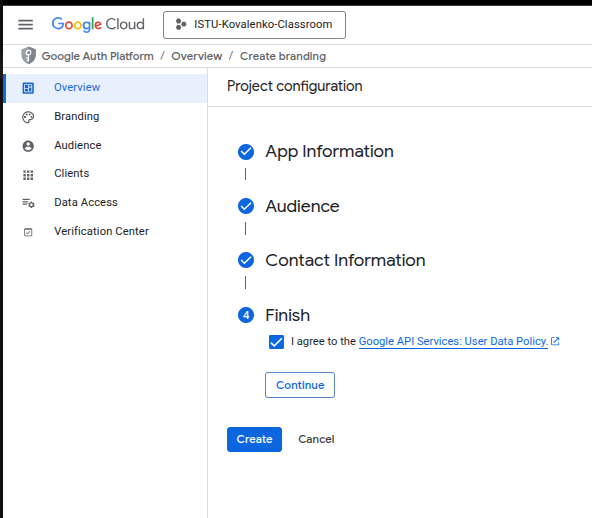 Google Cloud
ISTU-Kovalenko-Classroom
Google Auth Platform / Overview / Create branding
Overview
Branding
Audience
Clients
Data Access
Verification Center
Project configuration
App Information
Audience
Contact Information
4 Finish
I agree to the Google API Services: User Data Policy.
Continue
Create Cancel